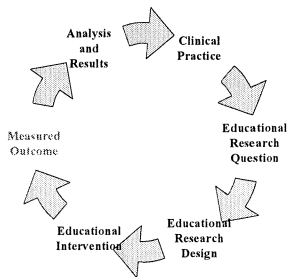 Analysis
and
Results
Clinical
Practice
Educational
Research
Question
Educational
Research
Design
Educational
Intervention
Measured
Outcome